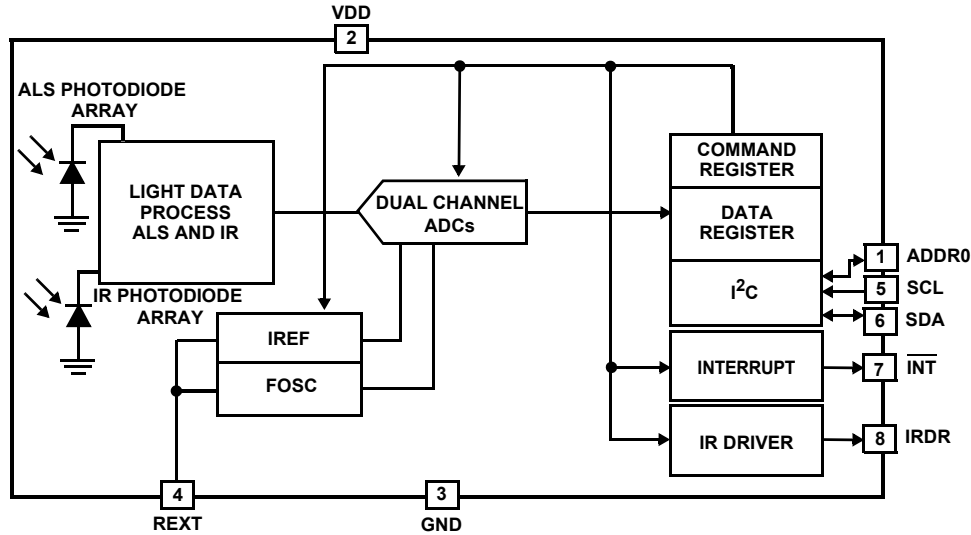 VDD
2
ALS PHOTODIODE
ARRAY
LIGHT DATA
PROCESS
ALS AND IR
DUAL CHANNEL
ADCs
COMMAND
REGISTER
DATA
REGISTER
I²C
1 ADDR0
5 SCL
6 SDA
IR PHOTODIODE
ARRAY
IREF
FOSC
INTERRUPT
7 I̅N̅T̅
IR DRIVER
8 IRDR
4
REXT
3
GND